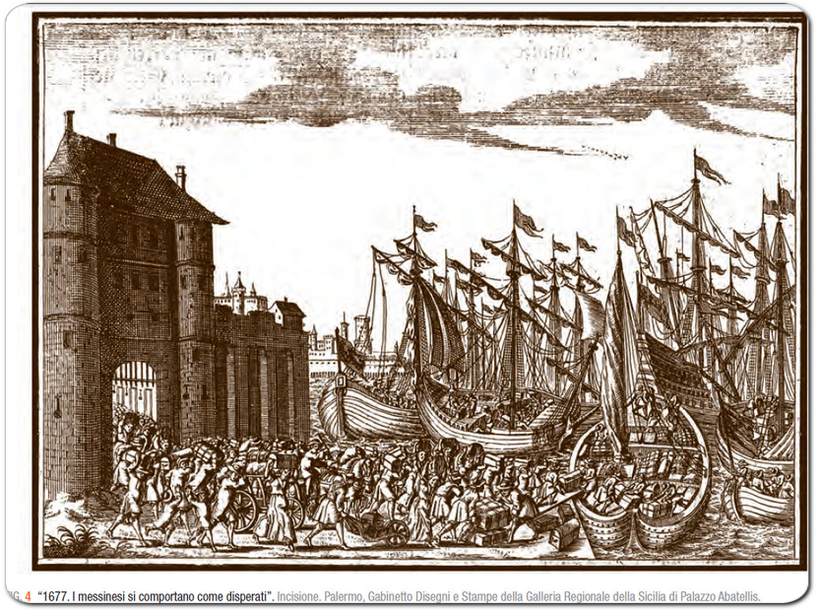 G. 4 “1677. I messinesi si comportano come disperati”. Incisione. Palermo, Gabinetto Disegni e Stampe della Galleria Regionale della Sicilia di Palazzo Abatellis.